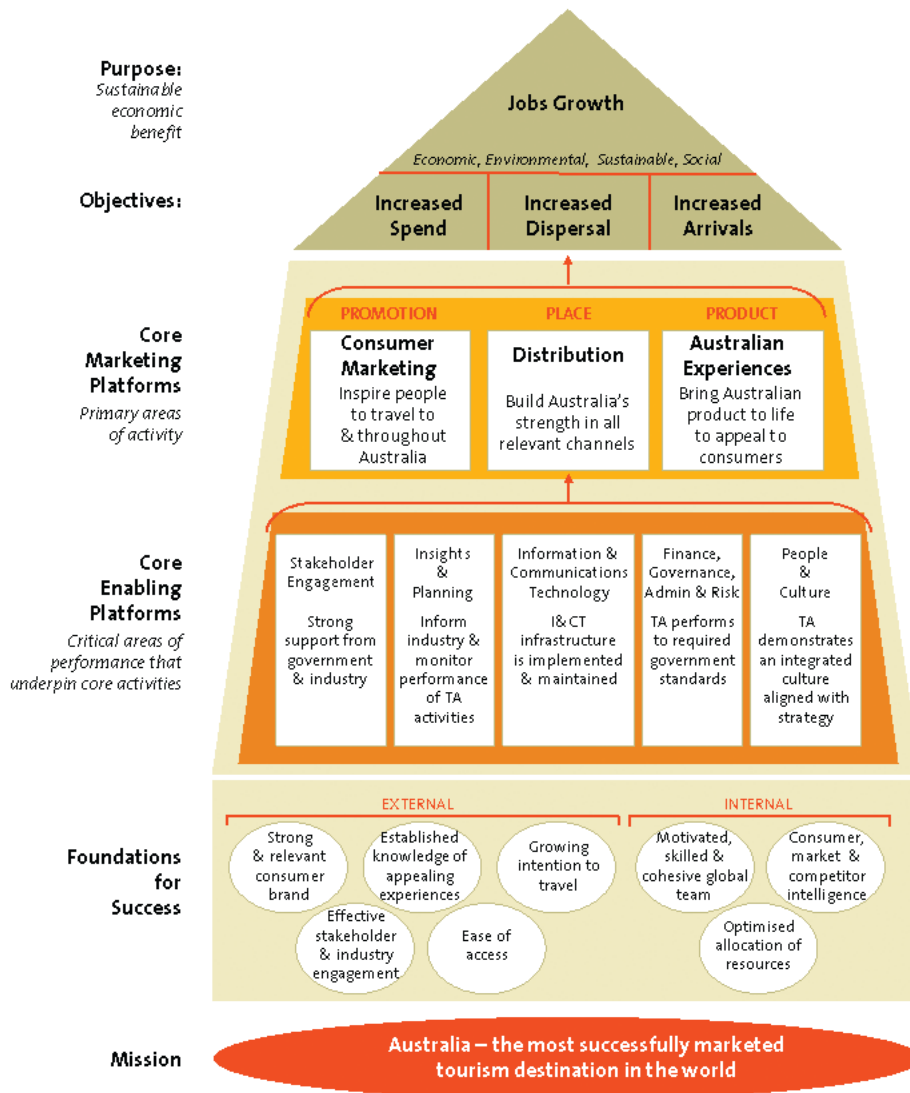 Purpose:
Sustainable
economic
benefit
Jobs Growth
Economic, Environmental, Sustainable, Social
Objectives:
Increased
Spend
Increased
Dispersal
Increased
Arrivals
Core
Marketing
Platforms
Primary areas
of activity
PROMOTION
Consumer
Marketing
Inspire people
to travel to
& throughout
Australia
PLACE
Distribution
Build Australia's
strength in all
relevant channels
PRODUCT
Australian
Experiences
Bring Australian
product to life
to appeal to
consumers
Core
Enabling
Platforms
Critical areas of
performance that
underpin core activities
Stakeholder
Engagement
Strong
support from
government
& industry
Insights
&
Planning
Inform
industry &
monitor
performance
of TA
activities
Information &
Communications
Technology
I&CT
infrastructure
is implemented
& maintained
Finance,
Governance,
Admin & Risk
TA performs
to required
government
standards
People
&
Culture
TA
demonstrates
an integrated
culture
aligned with
strategy
Foundations
for
Success
EXTERNAL
Strong
& relevant
consumer
brand
Established
knowledge of
appealing
experiences
Growing
intention to
travel
Effective
stakeholder
& industry
engagement
Ease of
access
INTERNAL
Motivated,
skilled &
cohesive global
team
Consumer,
market &
competitor
intelligence
Optimised
allocation of
resources
Mission
Australia – the most successfully marketed
tourism destination in the world